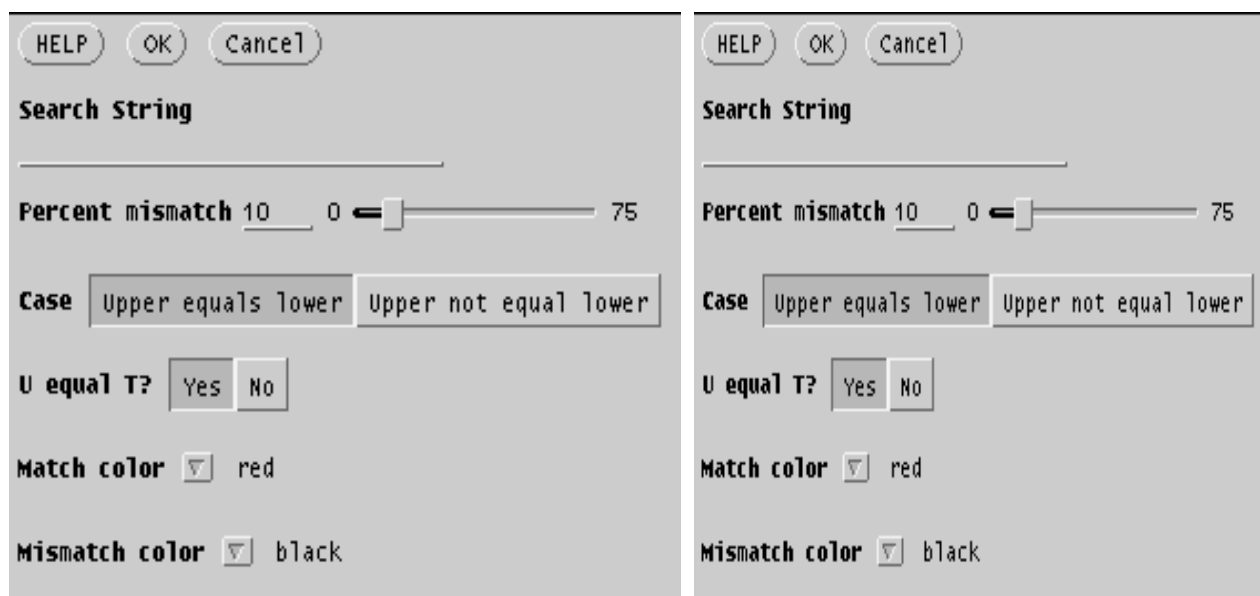 HELP OK Cancel
Search String
Percent mismatch 10 0 75
Case Upper equals lower Upper not equal lower
U equal T? Yes No
Match color red
Mismatch color black
HELP OK Cancel
Search String
Percent mismatch 10 0 75
Case Upper equals lower Upper not equal lower
U equal T? Yes No
Match color red
Mismatch color black